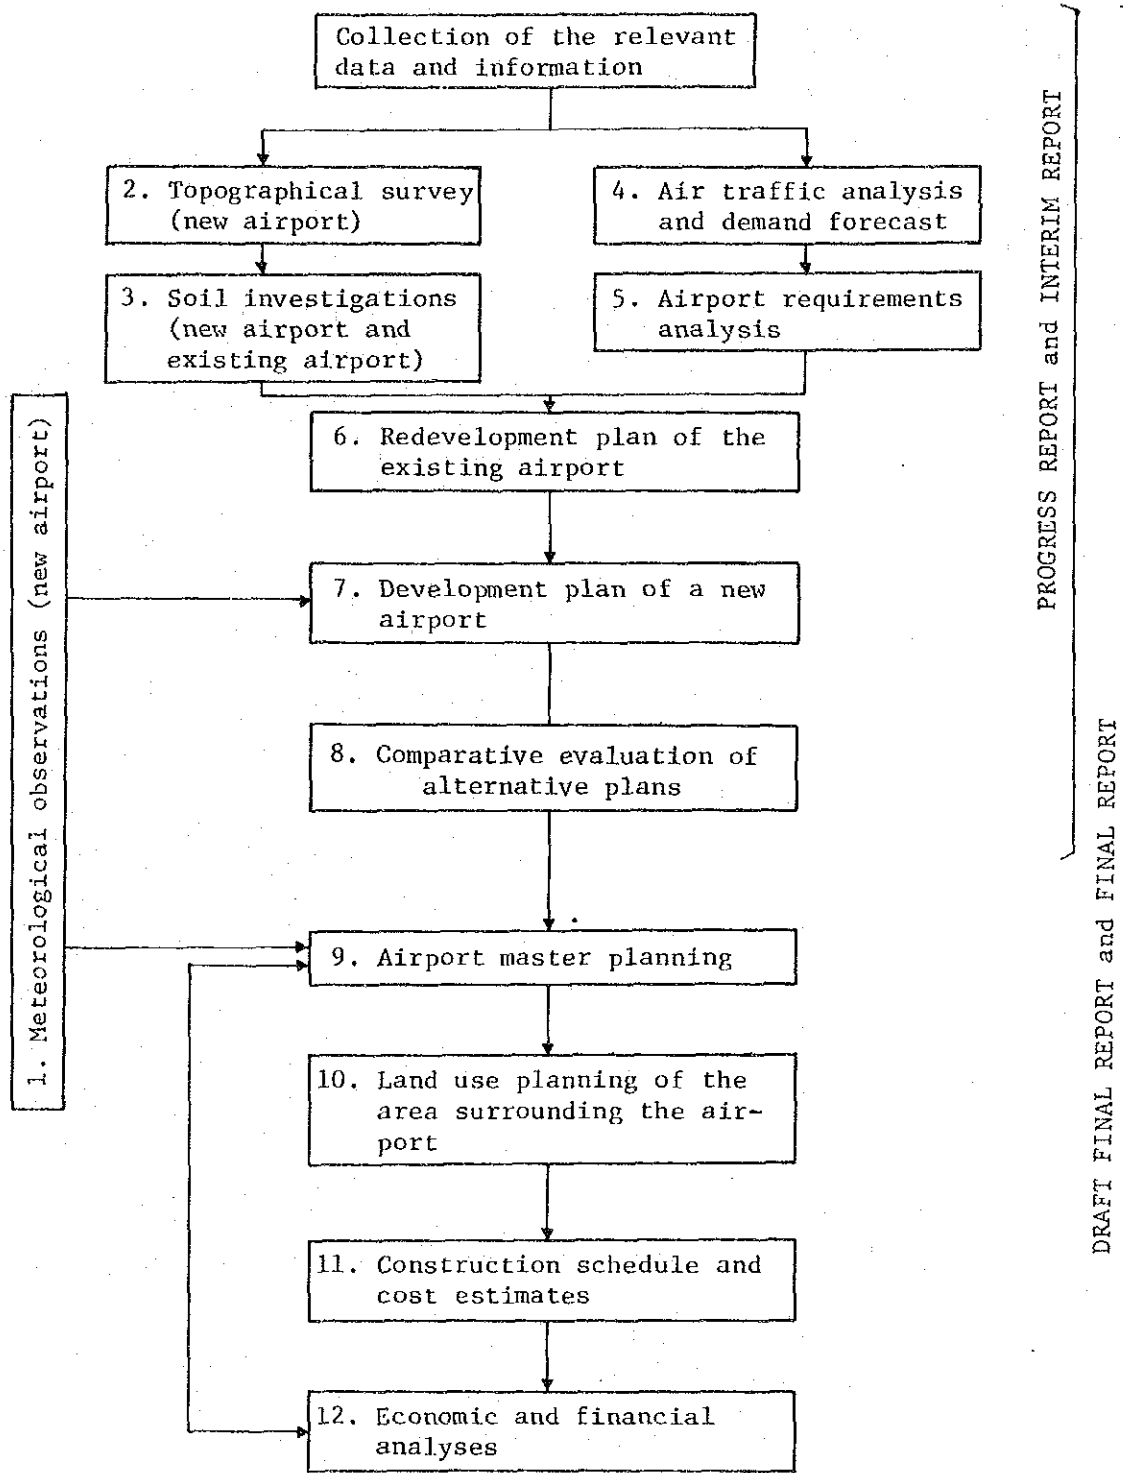 Collection of the relevant
data and information
2. Topographical survey
(new airport)
4. Air traffic analysis
and demand forecast
3. Soil investigations
(new airport and
existing airport)
5. Airport requirements
analysis
6. Redevelopment plan of the
existing airport
7. Development plan of a new
airport
8. Comparative evaluation of
alternative plans
9. Airport master planning
10. Land use planning of the
area surrounding the air-
port
11. Construction schedule and
cost estimates
12. Economic and financial
analyses
1. Meteorological observations (new airport)
PROGRESS REPORT and INTERIM REPORT
DRAFT FINAL REPORT and FINAL REPORT